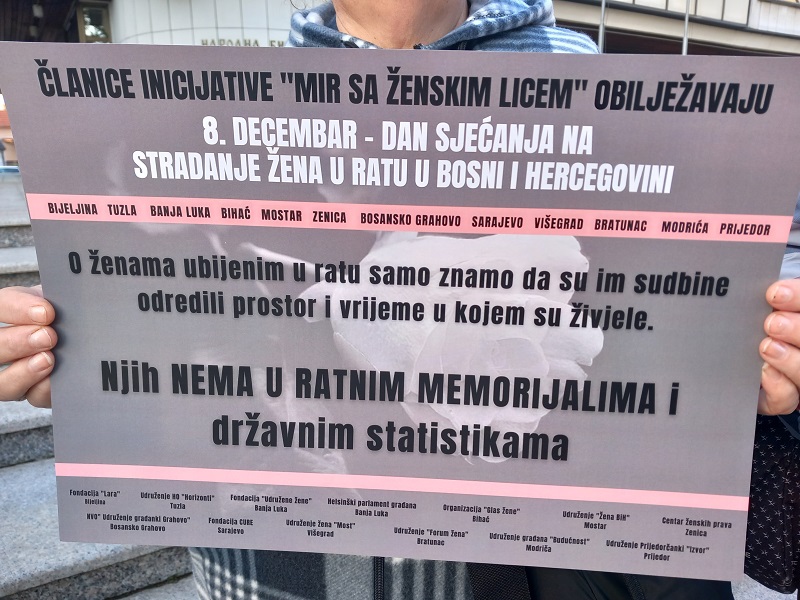 НАРОДНА
ČLANICE INICIJATIVE "MIR SA ŽENSKIM LICEM" OBILJEŽAVAJU
8. DECEMBAR - DAN SJEĆANJA NA
STRADANJE ŽENA U RATU U BOSNI I HERCEGOVINI
BIJELJINA TUZLA BANJA LUKA BIHAĆ MOSTAR ZENICA BOSANSKO GRAHOVO SARAJEVO VIŠEGRAD BRATUNAC MODRIČA PRIJEDOR
O ženama ubijenim u ratu samo znamo da su im sudbine
odredili prostor i vrijeme u kojem su živjele.
Njih NEMA U RATNIM MEMORIJALIMA i
državnim statistikama
Fondacija "Lara" Udruženje HO "Horizonti" Fondacija "Udružene žene" Helsinški parlament građana Organizacija "Glas žene" Udruženje "Žena BiH" Centar ženskih prava
Bijeljina Tuzla Banja Luka Banja Luka Bihać Mostar Zenica
NVO" Udruženje građanki Grahovo" Fondacija CURE Udruženje žena "Most" Udruženje "Forum žena" Udruženje građana "Budućnost" Udruženje Prijedorčanki "Izvor"
Bosansko Grahovo Sarajevo Višegrad Bratunac Modriča Prijedor